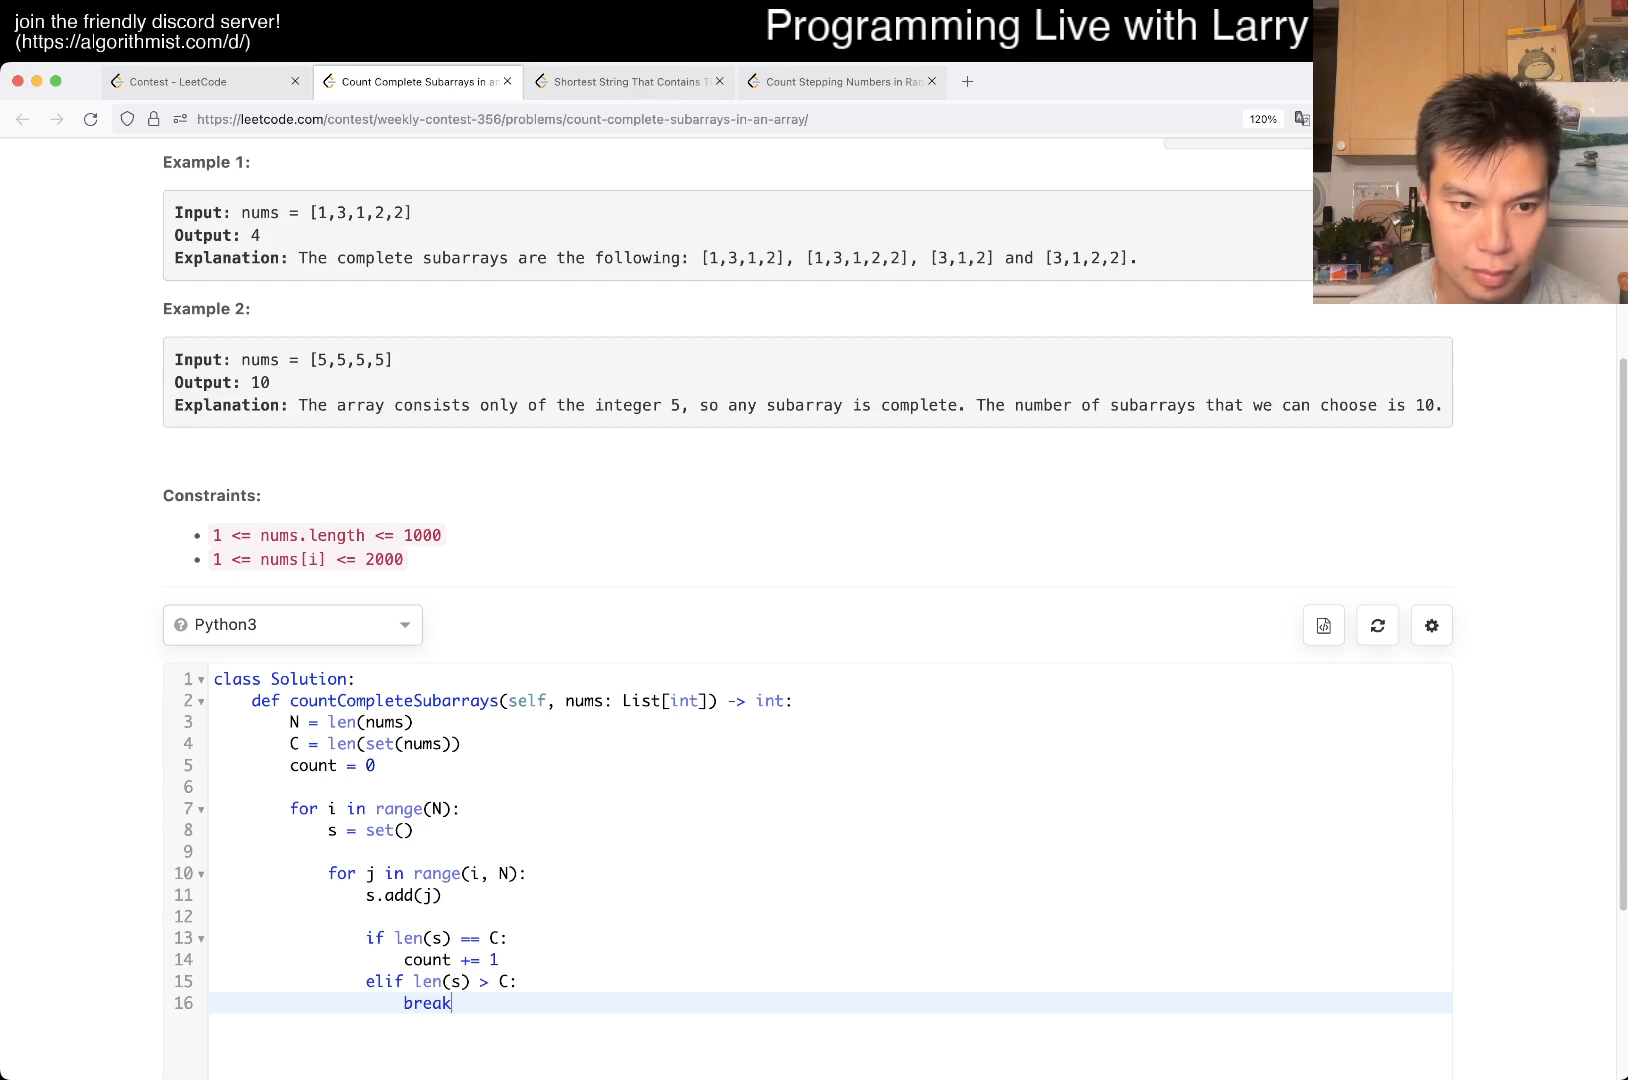 join the friendly discord server!
(https://algorithmist.com/d/)
Programming Live with Larry
Contest - LeetCode
Count Complete Subarrays in an
Shortest String That Contains T
Count Stepping Numbers in Ran
https://leetcode.com/contest/weekly-contest-356/problems/count-complete-subarrays-in-an-array/
120%
Example 1:
Input: nums = [1,3,1,2,2]
Output: 4
Explanation: The complete subarrays are the following: [1,3,1,2], [1,3,1,2,2], [3,1,2] and [3,1,2,2].
Example 2:
Input: nums = [5,5,5,5]
Output: 10
Explanation: The array consists only of the integer 5, so any subarray is complete. The number of subarrays that we can choose is 10.
Constraints:
• 1 <= nums.length <= 1000
• 1 <= nums[i] <= 2000
Python3
1 class Solution:
2 def countCompleteSubarrays(self, nums: List[int]) -> int:
3 N = len(nums)
4 C = len(set(nums))
5 count = 0
6
7 for i in range(N):
8 s = set()
9
10 for j in range(i, N):
11 s.add(j)
12
13 if len(s) == C:
14 count += 1
15 elif len(s) > C:
16 break